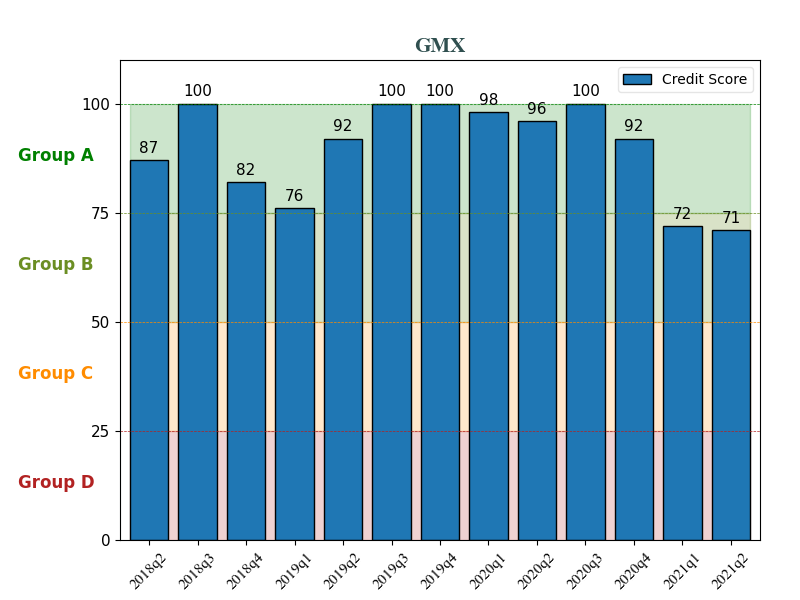 GMX
Credit Score
100
75
50
25
0
Group A
Group B
Group C
Group D
87
100
82
76
92
100
100
98
96
100
92
72
71
2018q2
2018q3
2018q4
2019q1
2019q2
2019q3
2019q4
2020q1
2020q2
2020q3
2020q4
2021q1
2021q2